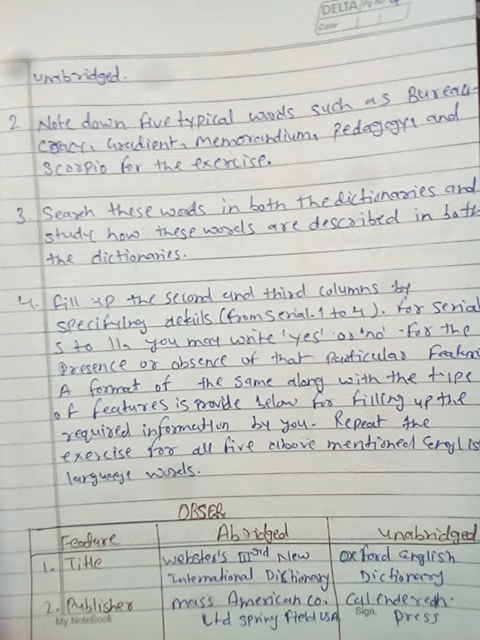 DELTA Pg No.
Date
unabridged.
2. Note down five typical words such as Bureau-
cracy, Gradient, Memorandium, Pedagogy, and
Scorpio for the exercise.
3. Search these words in both the dictionaries and
study how these words are described in both
the dictionaries.
4. Fill up the second and third columns by
specifying details (from serial-1 to 4). For serial
5 to 11, you may write 'yes' or 'no' -for the
presence or absence of that particular Feature
A format of the same along with the type
of features is provide below for filling up the
required information by you. Repeat the
exercise for all five above mentioned English
language words.
OBSER
Feature Abridged unabridged
1. Title Webster's IIIrd New Oxford English
International Dictionary Dictionary
2. Publisher mass American Co.
Ltd Spring field USA Press
My NoteBook Sign.